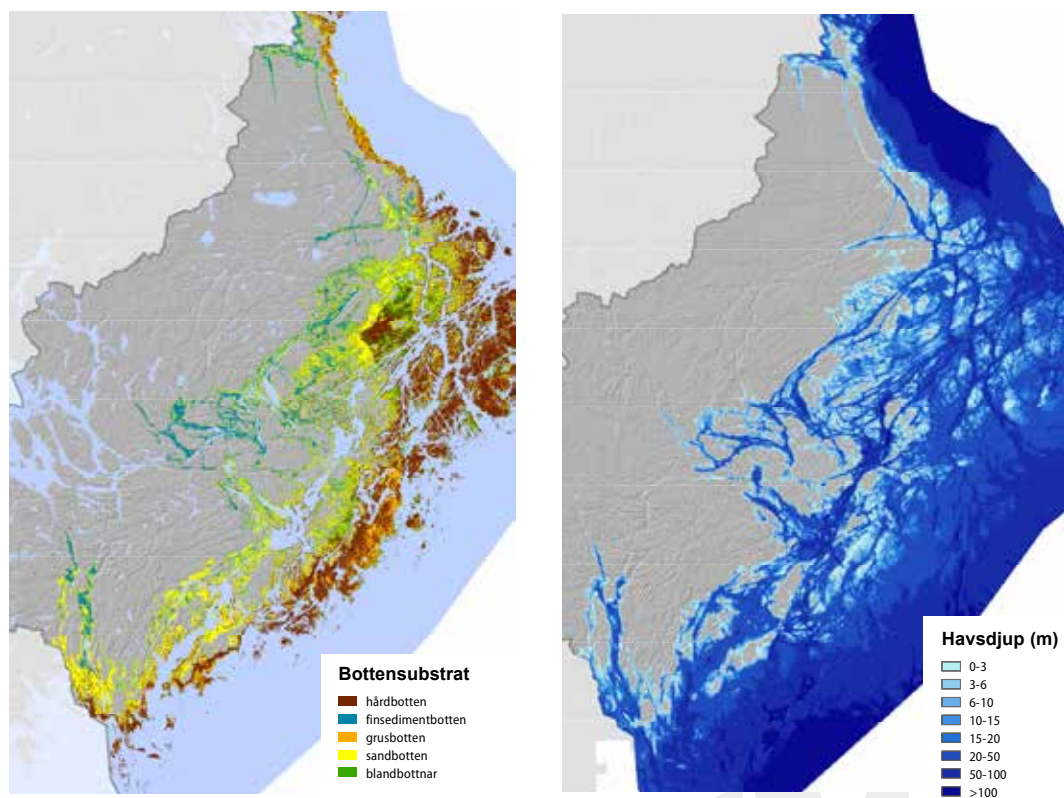 Bottensubstrat
hårdbotten
finsedimentbotten
grusbotten
sandbotten
blandbottnar
Havsdjup (m)
0-3
3-6
6-10
10-15
15-20
20-50
50-100
>100